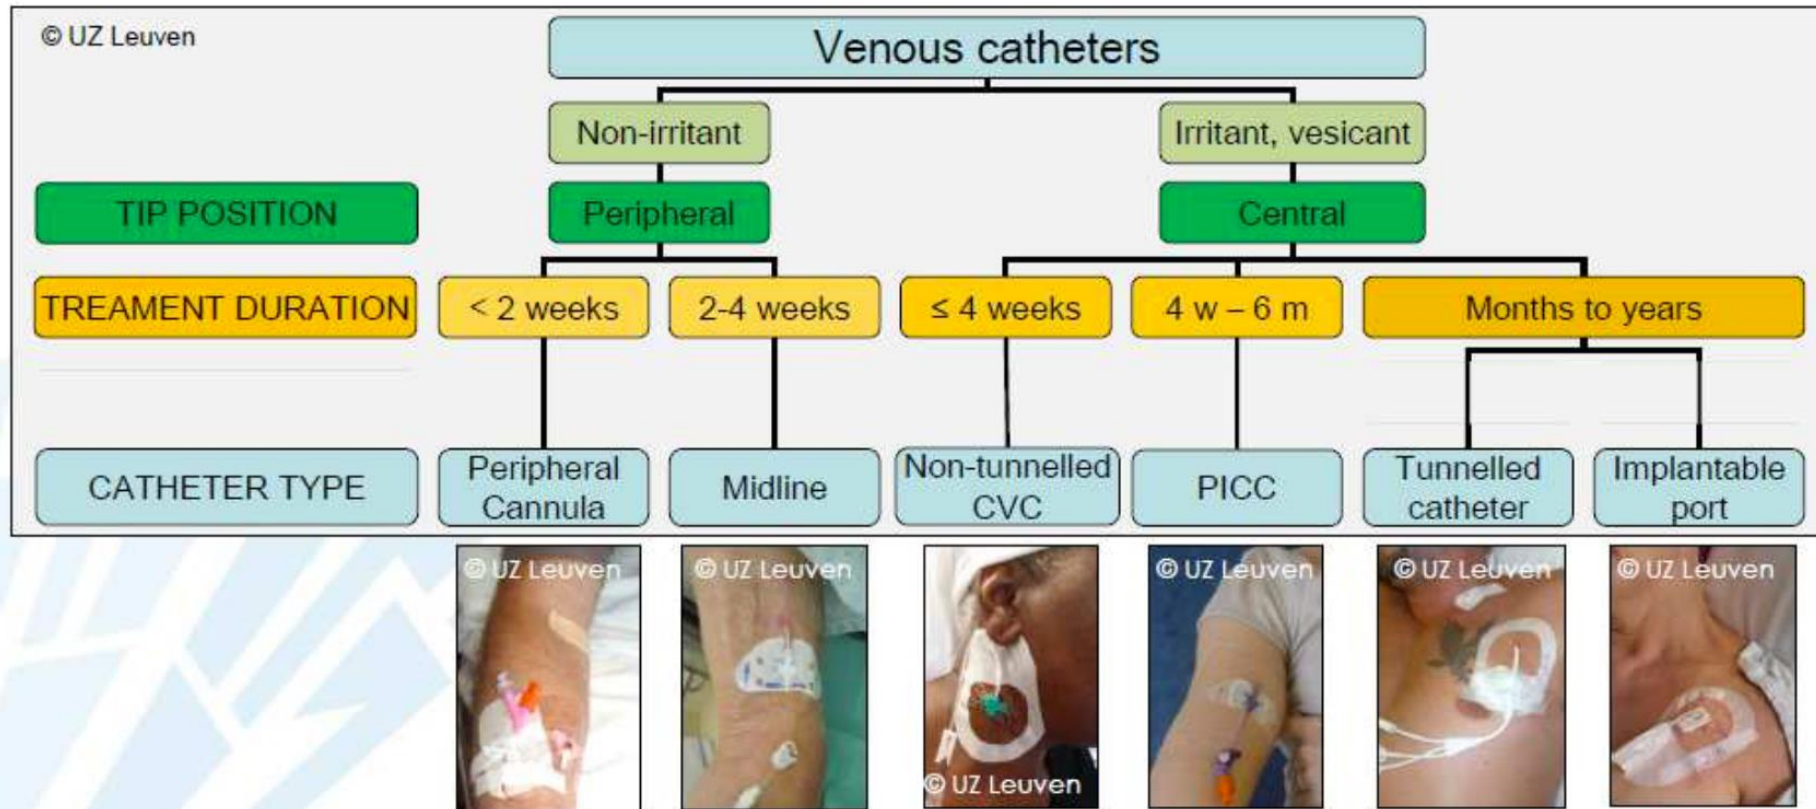 © UZ Leuven
Venous catheters
Non-irritant
Irritant, vesicant
TIP POSITION
Peripheral
Central
TREAMENT DURATION
< 2 weeks
2-4 weeks
≤ 4 weeks
4 w – 6 m
Months to years
CATHETER TYPE
Peripheral
Cannula
Midline
Non-tunnelled
CVC
PICC
Tunnelled
catheter
Implantable
port
© UZ Leuven
© UZ Leuven
© UZ Leuven
© UZ Leuven
© UZ Leuven
© UZ Leuven